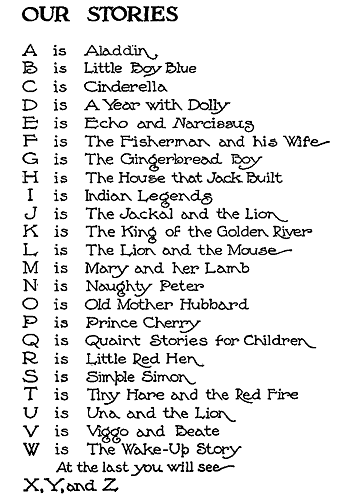 OUR STORIES
A is Aladdin
B is Little Boy Blue
C is Cinderella
D is A Year with Dolly
E is Echo and Narcissus
F is The Fisherman and his Wife
G is The Gingerbread Boy
H is The House that Jack Built
I is Indian Legends
J is The Jackal and the Lion
K is The King of the Golden River
L is The Lion and the Mouse
M is Mary and her Lamb
N is Naughty Peter
O is Old Mother Hubbard
P is Prince Cherry
Q is Quaint Stories for Children
R is Little Red Hen
S is Simple Simon
T is Tiny Hare and the Red Fire
U is Una and the Lion
V is Viggo and Beate
W is The Wake-Up Story
At the last you will see
X, Y, and Z